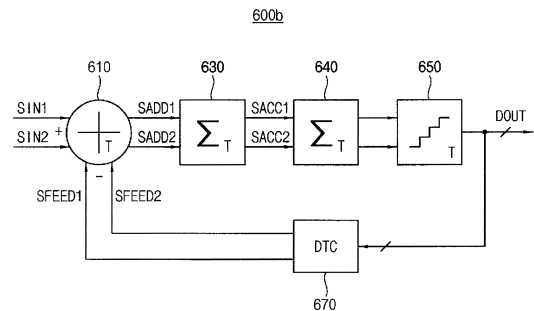 600b
610
630
640
650
SIN1
SADD1
SACC1
+
T
Σ T
Σ T
T
DOUT
SIN2
SADD2
SACC2
−
SFEED1
SFEED2
DTC
670